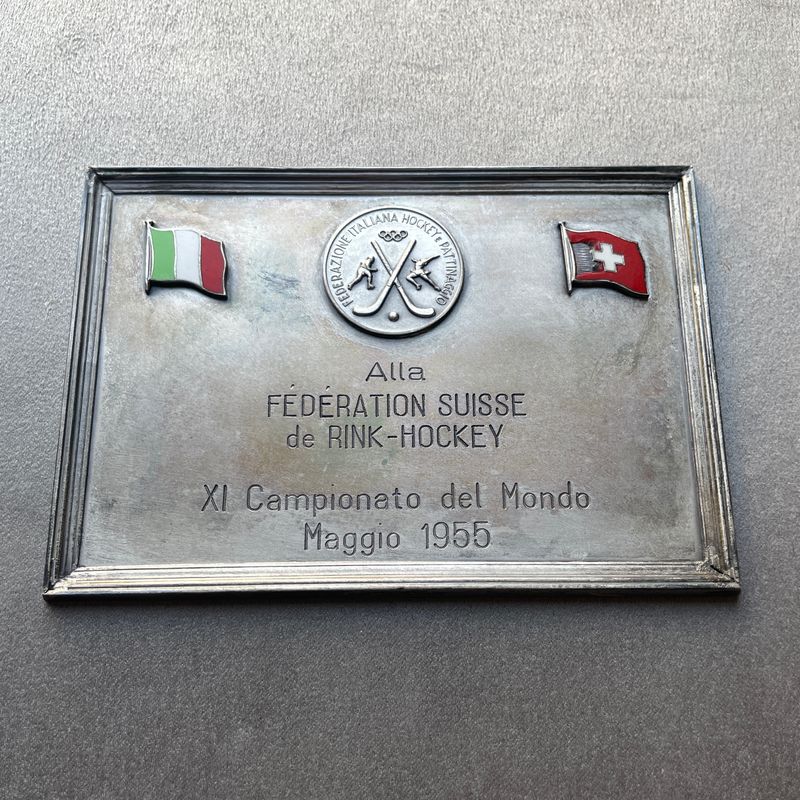 FEDERAZIONE ITALIANA HOCKEY E PATTINAGGIO
Alla
FÉDÉRATION SUISSE
de RINK-HOCKEY
XI Campionato del Mondo
Maggio 1955